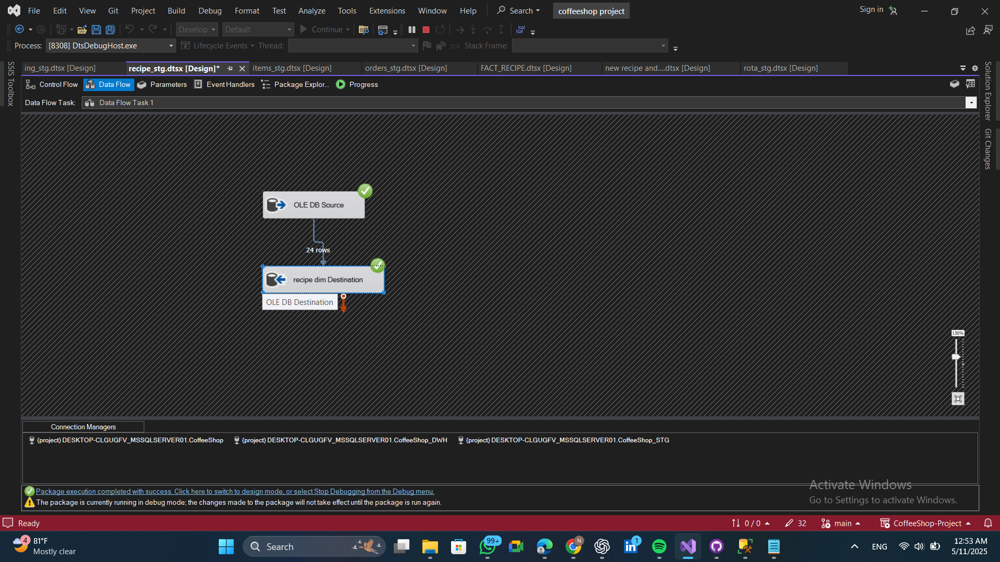 File Edit View Git Project Build Debug Format Test Analyze Tools Extensions Window Help Search coffeeshop project Sign in
Develop Default Continue
Process: [8308] DtsDebugHost.exe Lifecycle Events Thread: Stack Frame:
SSIS Toolbox
ing_stg.dtsx [Design] recipe_stg.dtsx [Design]* items_stg.dtsx [Design] orders_stg.dtsx [Design] FACT_RECIPE.dtsx [Design] new recipe and....dtsx [Design] rota_stg.dtsx [Design]
Solution Explorer
Git Changes
Control Flow Data Flow Parameters Event Handlers Package Explor... Progress
Data Flow Task: Data Flow Task 1
OLE DB Source
24 rows
recipe dim Destination
OLE DB Destination
130%
Connection Managers
(project) DESKTOP-CLGUGFV_MSSQLSERVER01.CoffeeShop (project) DESKTOP-CLGUGFV_MSSQLSERVER01.CoffeeShop_DWH (project) DESKTOP-CLGUGFV_MSSQLSERVER01.CoffeeShop_STG
Activate Windows
Go to Settings to activate Windows.
Package execution completed with success. Click here to switch to design mode, or select Stop Debugging from the Debug menu.
The package is currently running in debug mode; the changes made to the package will not take effect until the package is run again.
Ready 0 / 0 32 main CoffeeShop-Project
4 81°F
Mostly clear
Search 99+ N 1
ENG 12:53 AM
5/11/2025